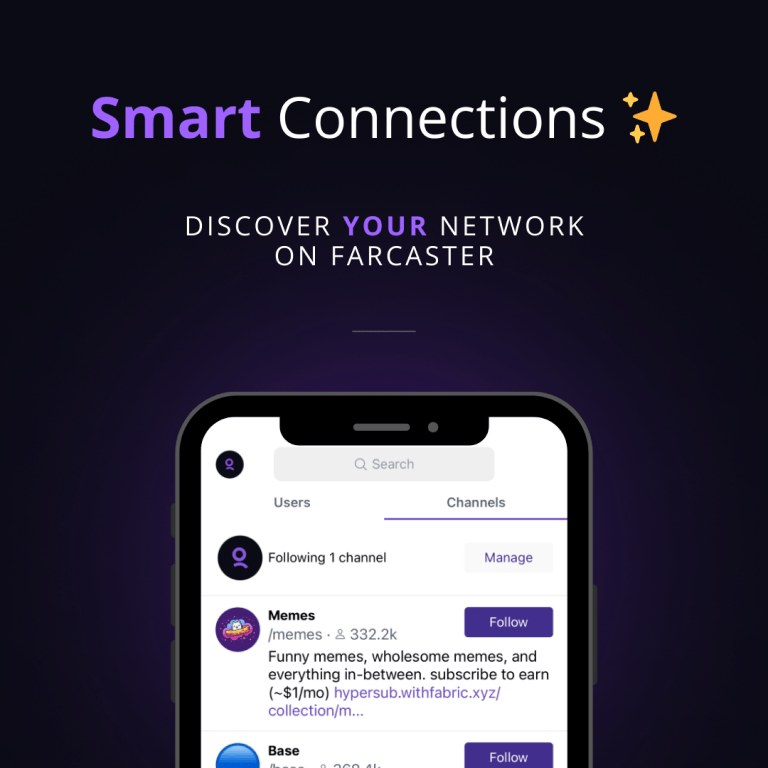 Smart Connections
DISCOVER YOUR NETWORK
ON FARCASTER
Search
Users Channels
Following 1 channel Manage
Memes
Follow
/memes · 332.2k
Funny memes, wholesome memes, and
everything in-between. subscribe to earn
(~$1/mo) hypersub.withfabric.xyz/
collection/m...
Base
Follow